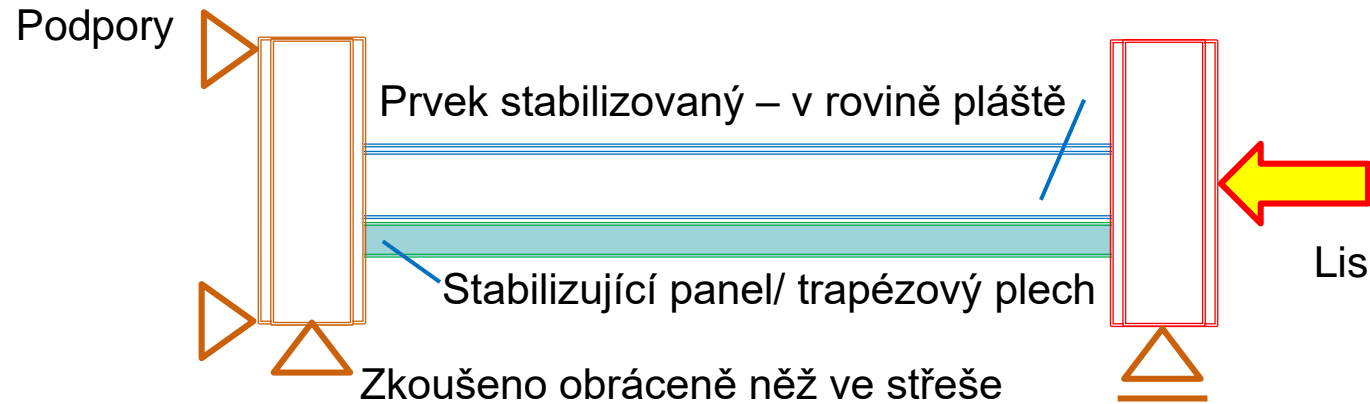 Podpory
Prvek stabilizovaný – v rovině pláště
Lis
Stabilizující panel/ trapézový plech
Zkoušeno obráceně něž ve střeše